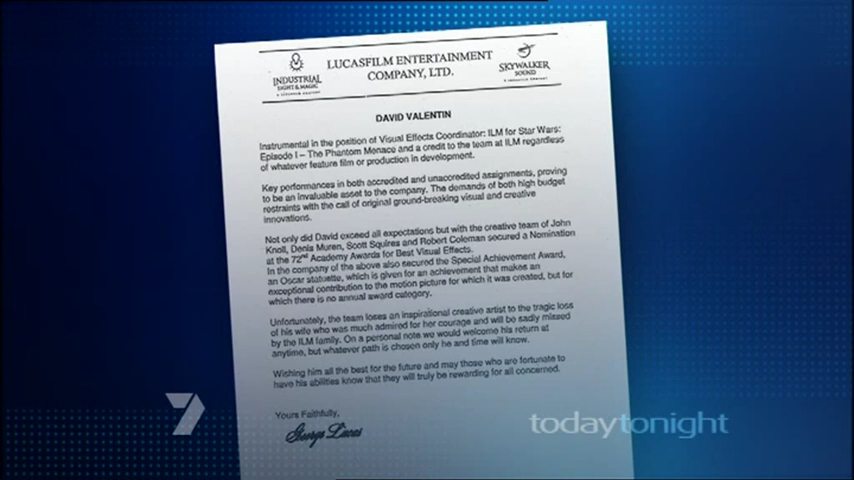 LUCASFILM ENTERTAINMENT
COMPANY, LTD.
INDUSTRIAL
LIGHT & MAGIC
SKYWALKER
SOUND
DAVID VALENTIN
Instrumental in the position of Visual Effects Coordinator: ILM for Star Wars:
Episode I – The Phantom Menace and a credit to the team at ILM regardless
of whatever feature film or production in development.
Key performances in both accredited and unaccredited assignments, proving
to be an invaluable asset to the company. The demands of both high budget
restraints with the call of original ground-breaking visual and creative
innovations.
Not only did David exceed all expectations but with the creative team of John
Knoll, Denis Muren, Scott Squires and Robert Coleman secured a Nomination
at the 72nd Academy Awards for Best Visual Effects.
In the company of the above also secured the Special Achievement Award,
an Oscar statuette, which is given for an achievement that makes an
exceptional contribution to the motion picture for which it was created, but for
which there is no annual award category.
Unfortunately, the team loses an inspirational creative artist to the tragic loss
of his wife who was much admired for her courage and will be sadly missed
by the ILM family. On a personal note we would welcome his return at
anytime, but whatever path is chosen only he and time will know.
Wishing him all the best for the future and may those who are fortunate to
have his abilities know that they will truly be rewarding for all concerned.
Yours Faithfully,
George Lucas
7
todaytonight